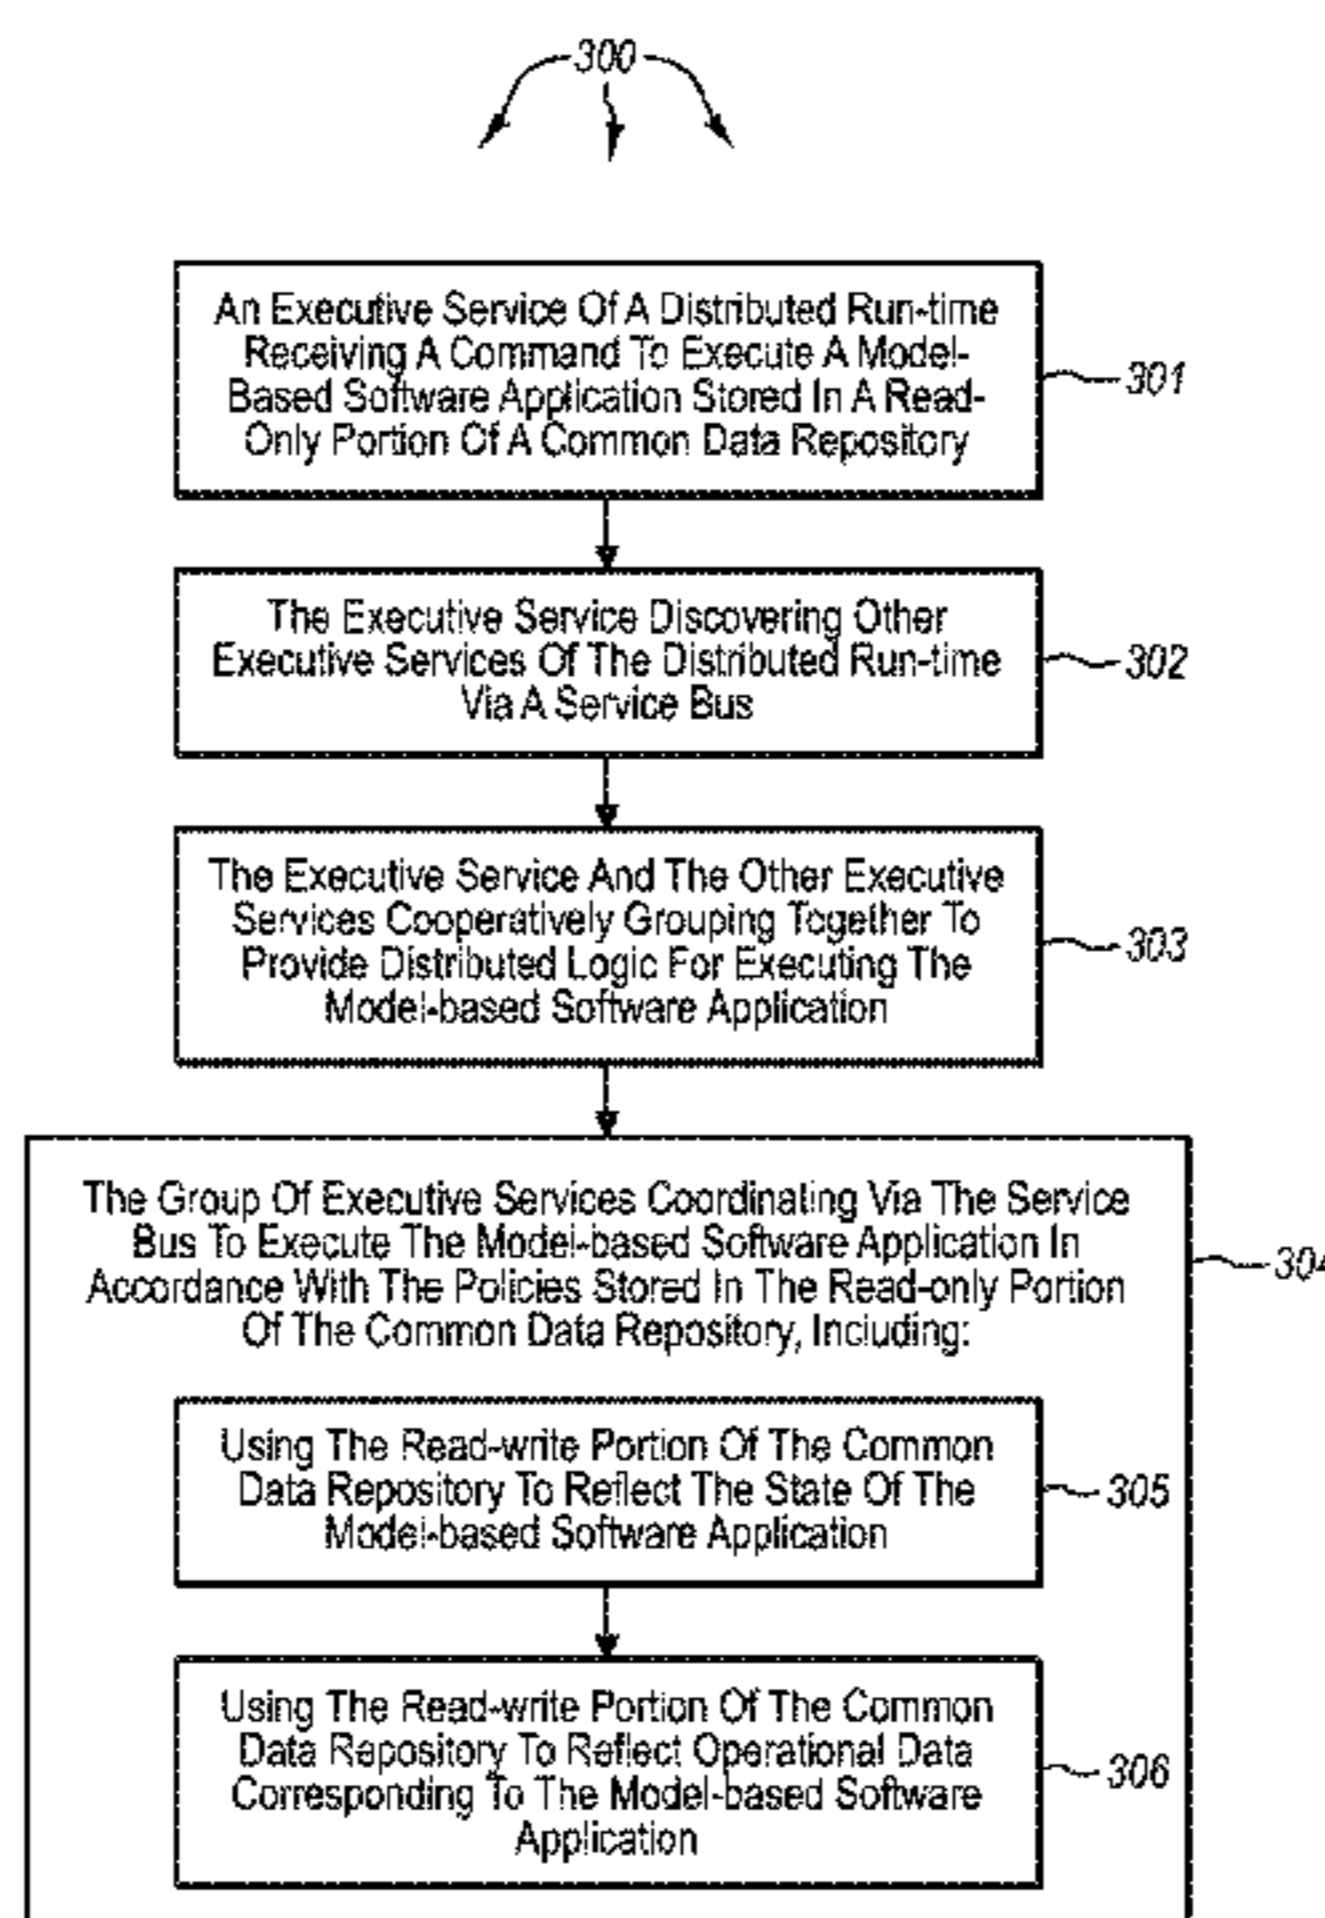 300
An Executive Service Of A Distributed Run-time
Receiving A Command To Execute A Model-
Based Software Application Stored In A Read-
Only Portion Of A Common Data Repository
301
The Executive Service Discovering Other
Executive Services Of The Distributed Run-time
Via A Service Bus
302
The Executive Service And The Other Executive
Services Cooperatively Grouping Together To
Provide Distributed Logic For Executing The
Model-based Software Application
303
The Group Of Executive Services Coordinating Via The Service
Bus To Execute The Model-based Software Application In
Accordance With The Policies Stored In The Read-only Portion
Of The Common Data Repository, Including:
304
Using The Read-write Portion Of The Common
Data Repository To Reflect The State Of The
Model-based Software Application
305
Using The Read-write Portion Of The Common
Data Repository To Reflect Operational Data
Corresponding To The Model-based Software
Application
306